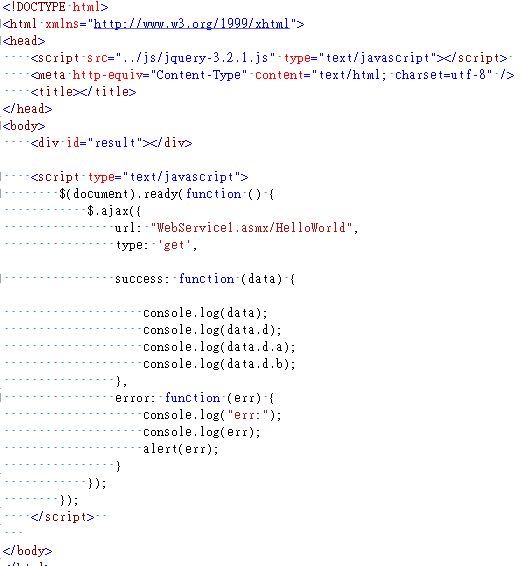 <!DOCTYPE html>
<html xmlns="http://www.w3.org/1999/xhtml">
<head>
    <script src="../js/jquery-3.2.1.js" type="text/javascript"></script>
    <meta http-equiv="Content-Type" content="text/html; charset=utf-8" />
    <title></title>
</head>
<body>
    <div id="result"></div>

    <script type="text/javascript">
        $(document).ready(function () {
            $.ajax({
                url: "WebService1.asmx/HelloWorld",
                type: 'get',

                success: function (data) {

                    console.log(data);
                    console.log(data.d);
                    console.log(data.d.a);
                    console.log(data.d.b);
                },
                error: function (err) {
                    console.log("err:");
                    console.log(err);
                    alert(err);
                }
            });
        });
    </script>

</body>